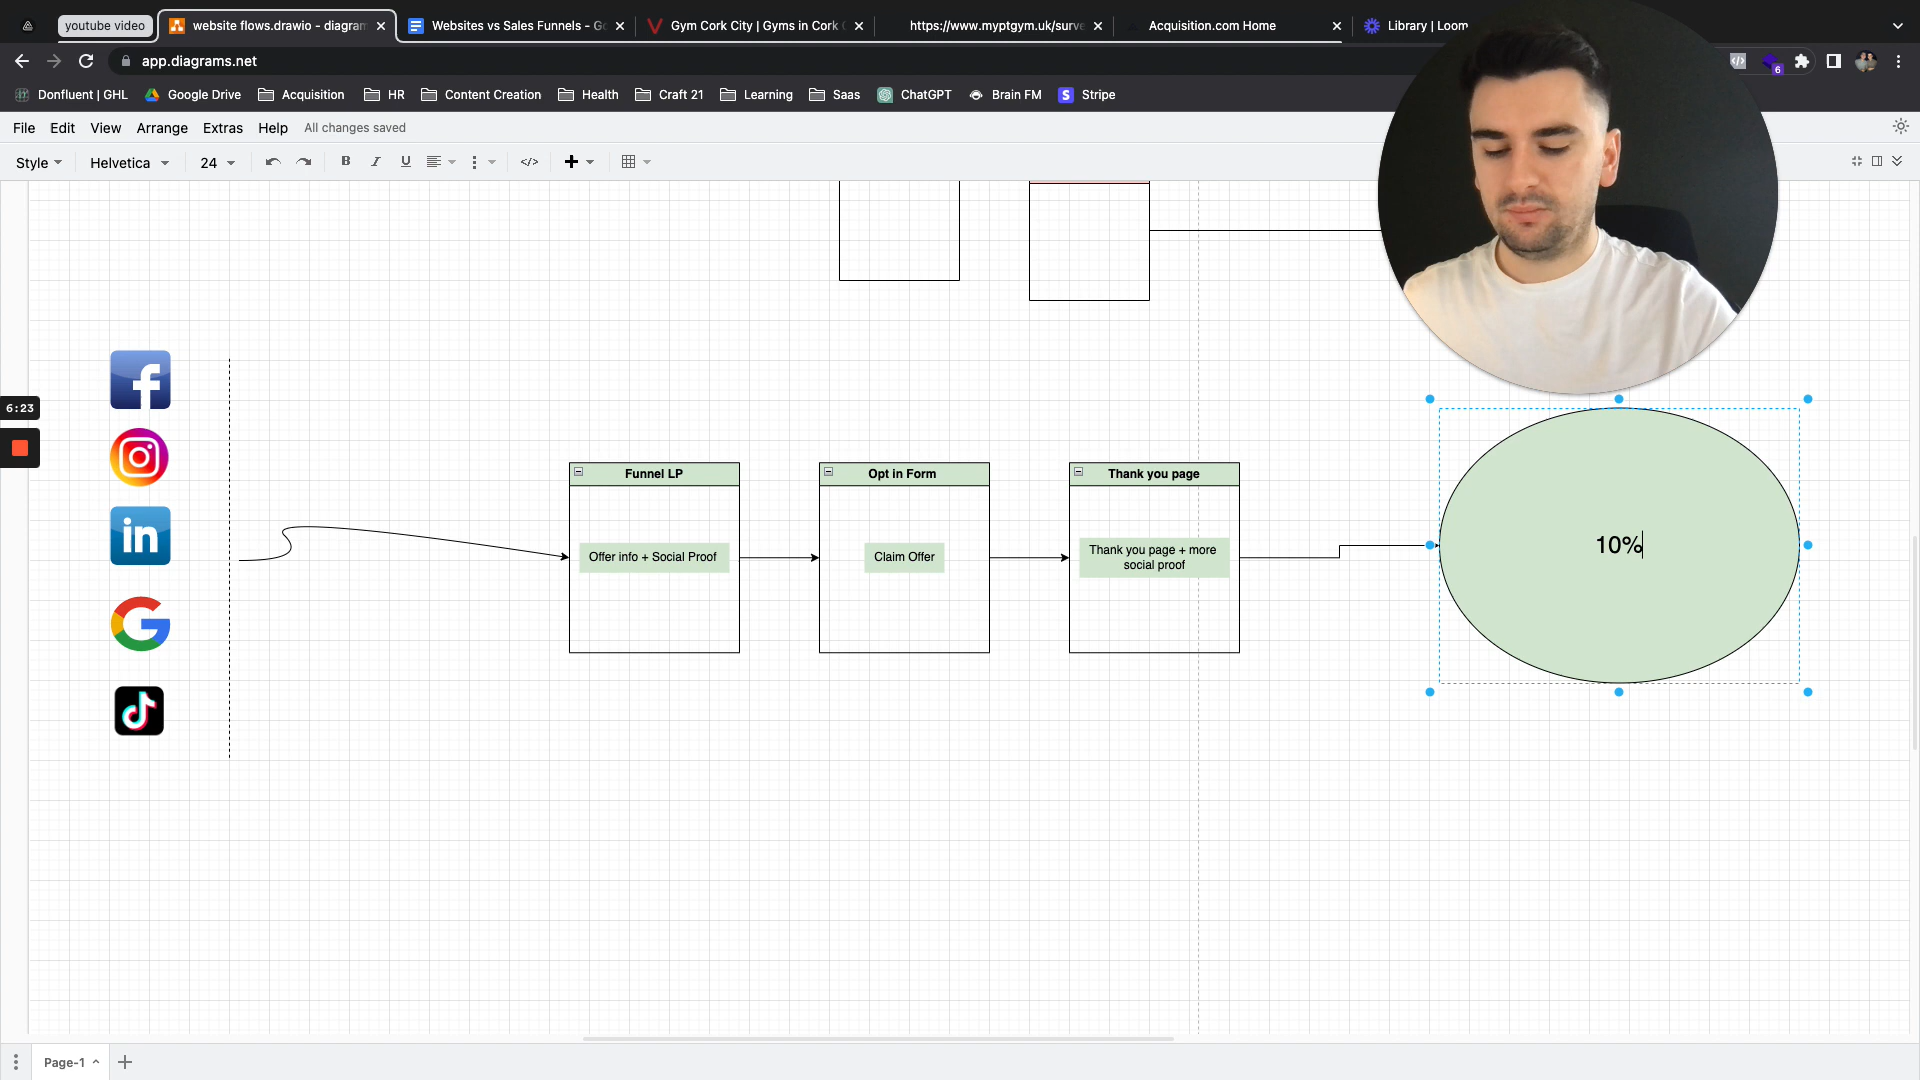 youtube video
website flows.drawio - diagram
Websites vs Sales Funnels - Go
Gym Cork City | Gyms in Cork C
https://www.myptgym.uk/surve
Acquisition.com Home
Library | Loom
app.diagrams.net
6
Donfluent | GHL
Google Drive
Acquisition
HR
Content Creation
Health
Craft 21
Learning
Saas
ChatGPT
Brain FM
S
Stripe
File
Edit
View
Arrange
Extras
Help
All changes saved
Style
Helvetica
24
B
I
U
</>
6:23
f
in
G
Funnel LP
Opt in Form
Thank you page
Offer info + Social Proof
Claim Offer
Thank you page + more
social proof
10%
Page-1